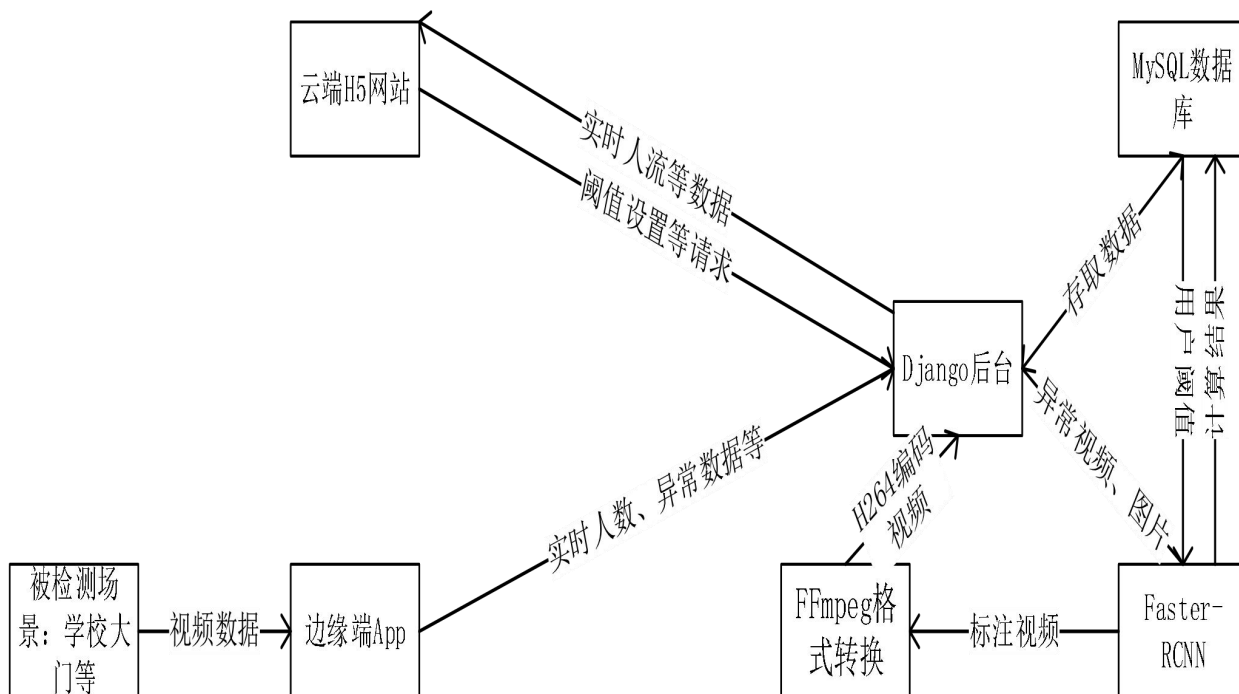 云端H5网站
MySQL数据
库
实时人流等数据
阈值设置等请求
存取数据
用户阈值
计算结果
Django后台
异常视频、图片
H264编码
视频
实时人数、异常数据等
被检测场
景：学校大
门等
视频数据
边缘端App
FFmpeg格
式转换
标注视频
Faster-
RCNN